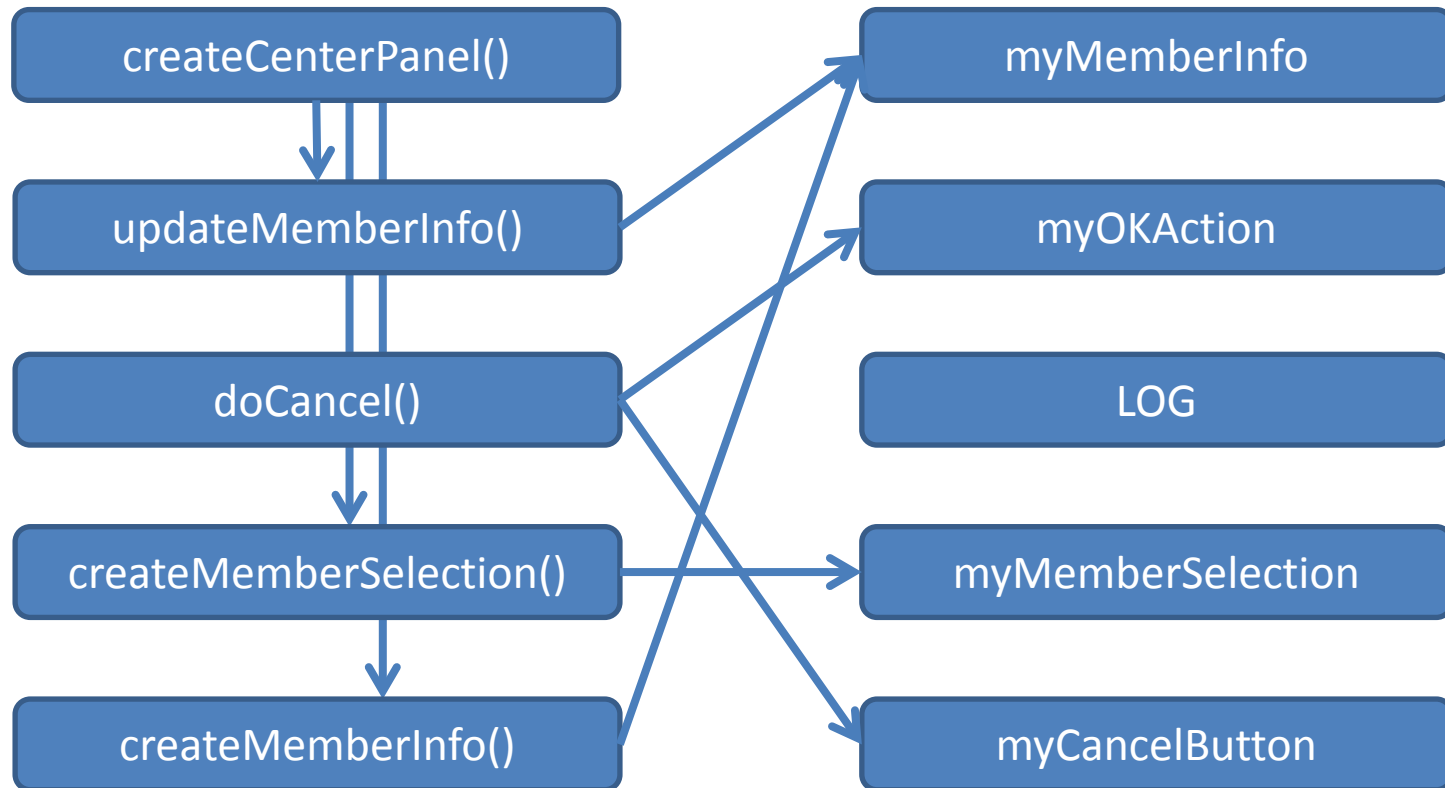 createCenterPanel()
myMemberInfo
updateMemberInfo()
myOKAction
doCancel()
LOG
createMemberSelection()
myMemberSelection
createMemberInfo()
myCancelButton